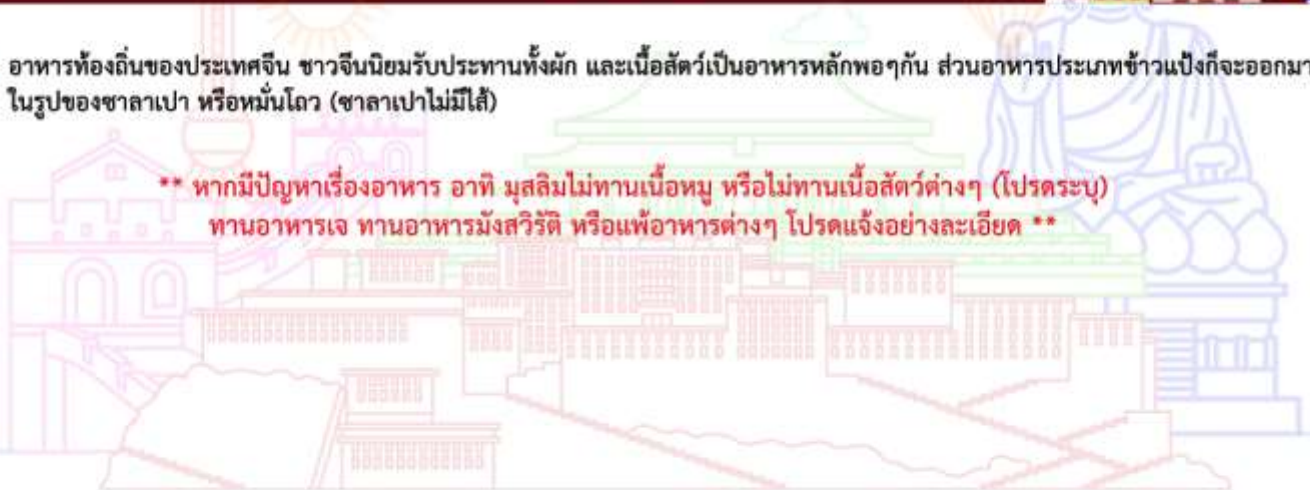 อาหารท้องถิ่นของประเทศจีน ชาวจีนนิยมรับประทานทั้งผัก และเนื้อสัตว์เป็นอาหารหลักพอๆกัน ส่วนอาหารประเภทข้าวแป้งก็จะออกมา
ในรูปของซาลาเปา หรือหมั่นโถว (ซาลาเปาไม่มีไส้)
** หากมีปัญหาเรื่องอาหาร อาทิ มุสลิมไม่ทานเนื้อหมู หรือไม่ทานเนื้อสัตว์ต่างๆ (โปรดระบุ)
ทานอาหารเจ ทานอาหารมังสวิรัติ หรือแพ้อาหารต่างๆ โปรดแจ้งอย่างละเอียด **